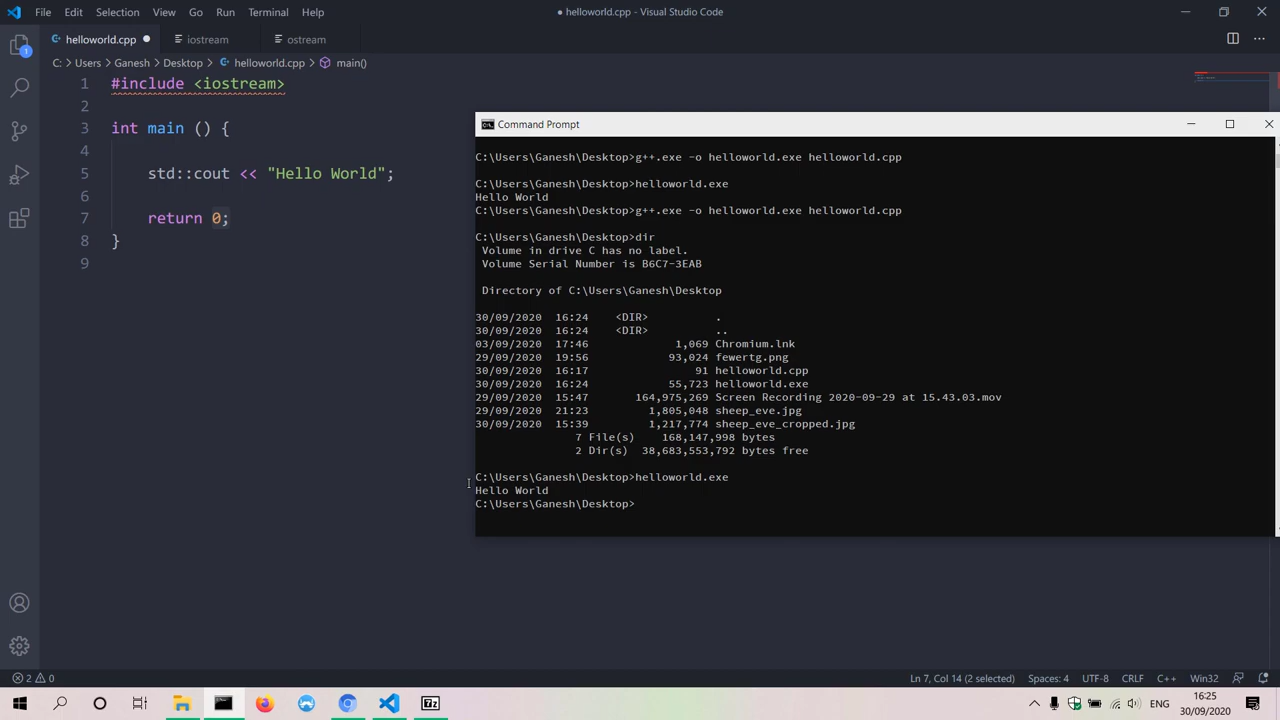 File Edit Selection View Go Run Terminal Help
● helloworld.cpp - Visual Studio Code
helloworld.cpp ●
iostream
ostream
C: > Users > Ganesh > Desktop > helloworld.cpp > main()
1 #include <iostream>
2
3 int main () {
4
5 std::cout << "Hello World";
6
7 return 0;
8 }
9
1
Command Prompt
C:\Users\Ganesh\Desktop>g++.exe -o helloworld.exe helloworld.cpp
C:\Users\Ganesh\Desktop>helloworld.exe
Hello World
C:\Users\Ganesh\Desktop>g++.exe -o helloworld.exe helloworld.cpp
C:\Users\Ganesh\Desktop>dir
Volume in drive C has no label.
Volume Serial Number is B6C7-3EAB
Directory of C:\Users\Ganesh\Desktop
30/09/2020 16:24 <DIR> .
30/09/2020 16:24 <DIR> ..
03/09/2020 17:46 1,069 Chromium.lnk
29/09/2020 19:56 93,024 fewertg.png
30/09/2020 16:17 91 helloworld.cpp
30/09/2020 16:24 55,723 helloworld.exe
29/09/2020 15:47 164,975,269 Screen Recording 2020-09-29 at 15.43.03.mov
29/09/2020 21:23 1,805,048 sheep_eve.jpg
30/09/2020 15:39 1,217,774 sheep_eve_cropped.jpg
7 File(s) 168,147,998 bytes
2 Dir(s) 38,683,553,792 bytes free
C:\Users\Ganesh\Desktop>helloworld.exe
Hello World
C:\Users\Ganesh\Desktop>
2 0
Ln 7, Col 14 (2 selected) Spaces: 4 UTF-8 CRLF C++ Win32
7z
ENG
16:25
30/09/2020